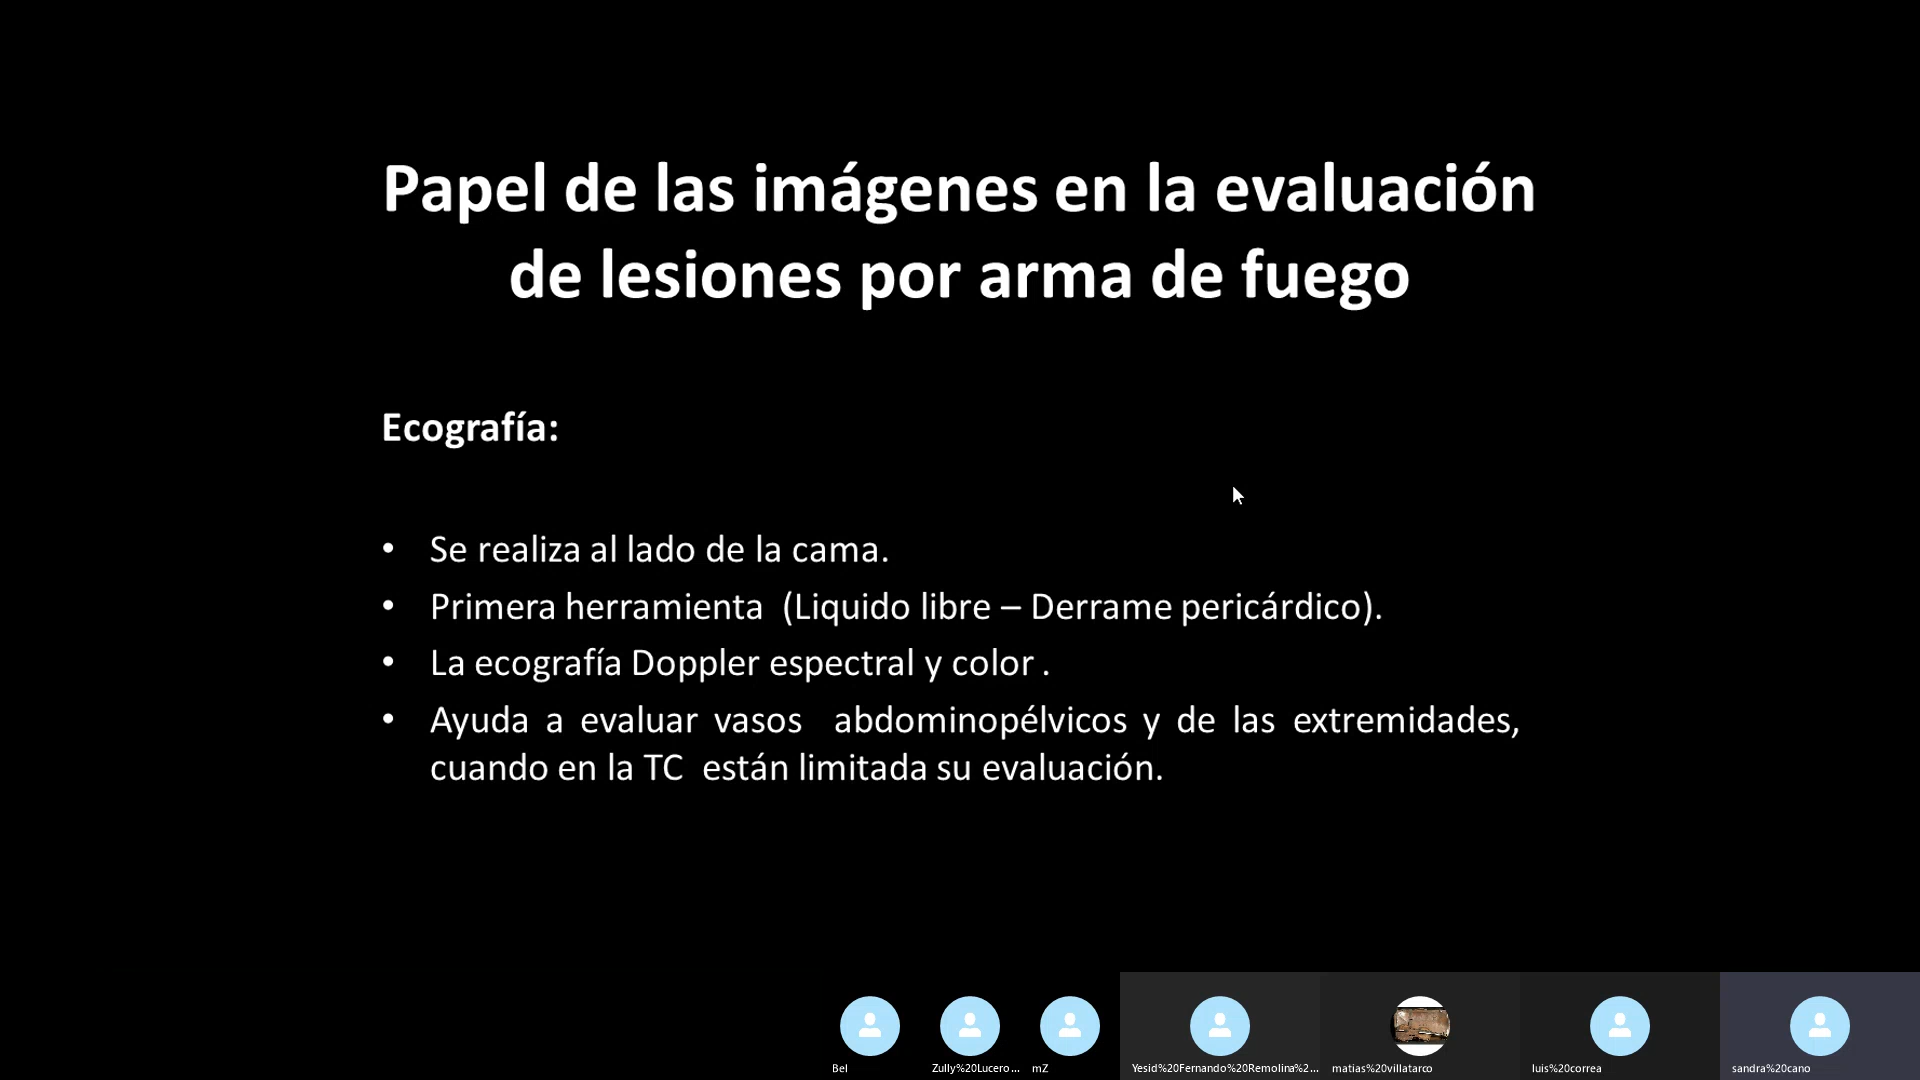 Papel de las imágenes en la evaluación
de lesiones por arma de fuego
Ecografía:
• Se realiza al lado de la cama.
• Primera herramienta (Liquido libre – Derrame pericárdico).
• La ecografía Doppler espectral y color .
• Ayuda a evaluar vasos abdominopélvicos y de las extremidades,
cuando en la TC están limitada su evaluación.
Bel
Zully%20Lucero...
mZ
Yesid%20Fernando%20Remolina%2...
matias%20villatarco
luis%20correa
sandra%20cano